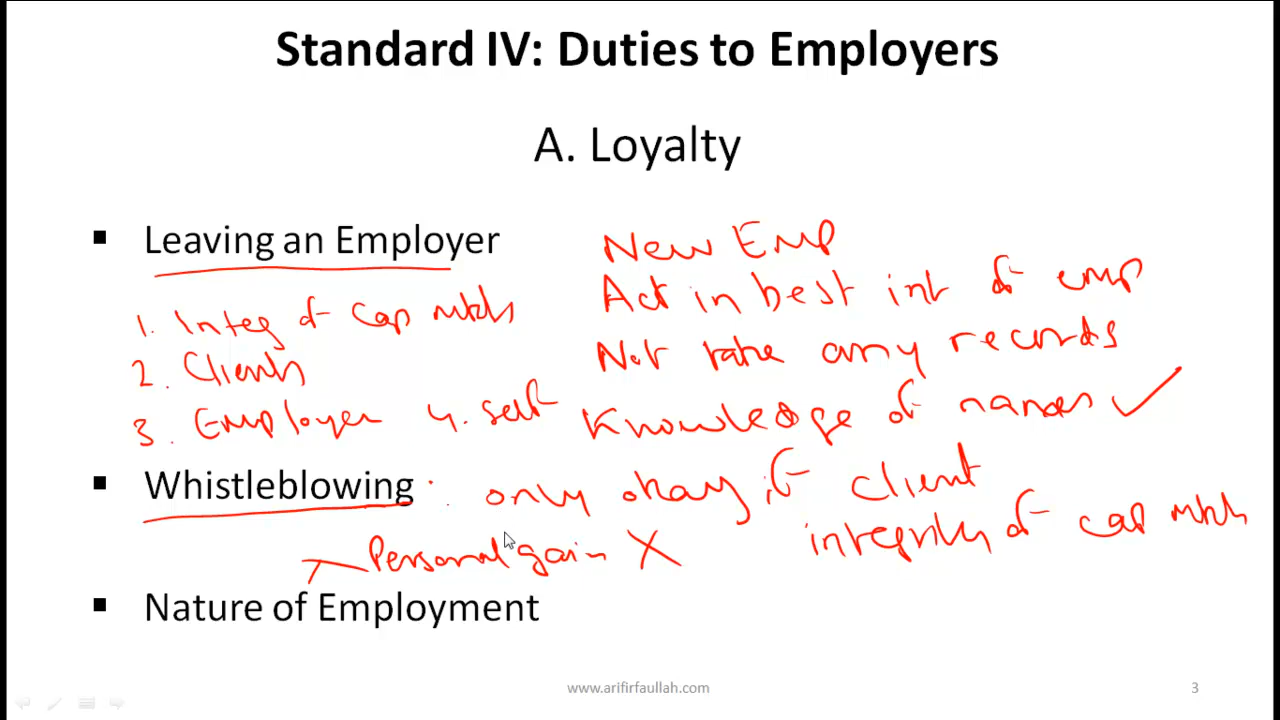 Standard IV: Duties to Employers
A. Loyalty
▪ Leaving an Employer
New Emp
Act in best int of emp
1. Integ of cap mkts
Not take any records
2. Clients
3. Employer 4. self
Knowledge of names ✓
▪ Whistleblowing : only okay if client
integrity of cap mkts
Personal gain X
▪ Nature of Employment
www.arifirfaullah.com
3